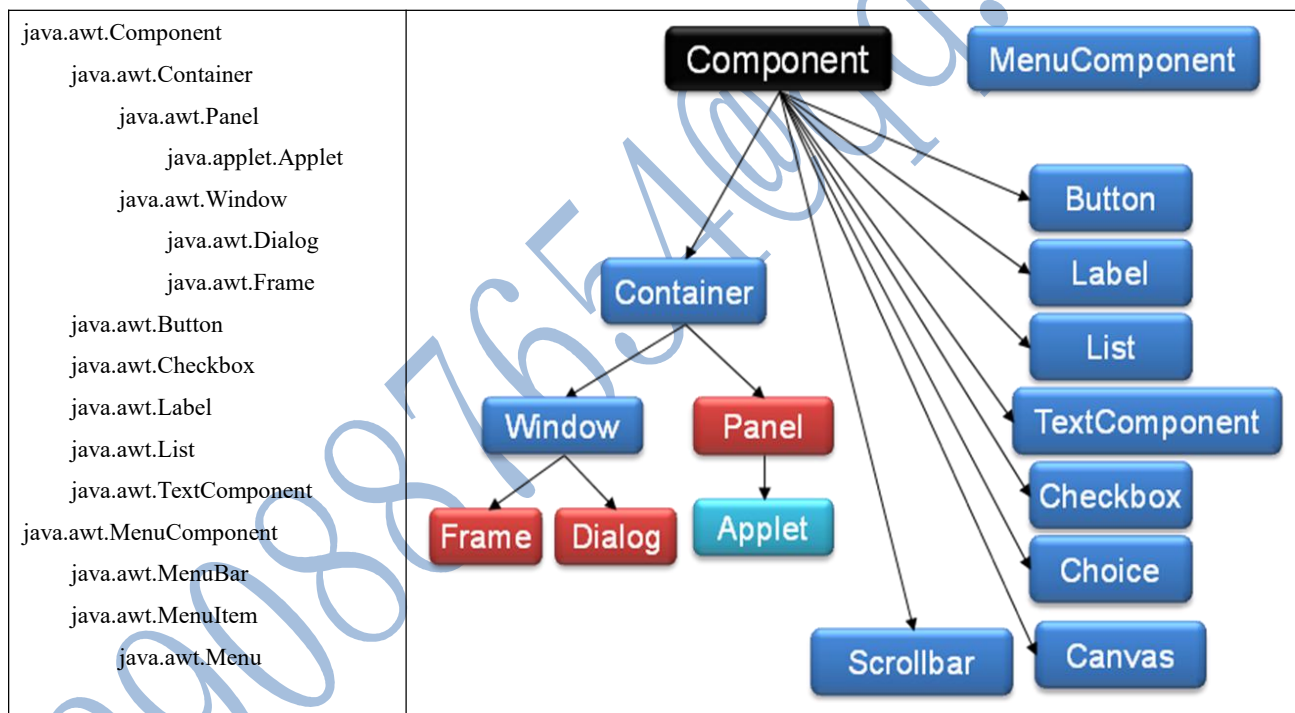 java.awt.Component
java.awt.Container
java.awt.Panel
java.applet.Applet
java.awt.Window
java.awt.Dialog
java.awt.Frame
java.awt.Button
java.awt.Checkbox
java.awt.Label
java.awt.List
java.awt.TextComponent
java.awt.MenuComponent
java.awt.MenuBar
java.awt.MenuItem
java.awt.Menu
Component
MenuComponent
Button
Container
Label
List
Window
Panel
TextComponent
Checkbox
Frame
Dialog
Applet
Choice
Scrollbar
Canvas